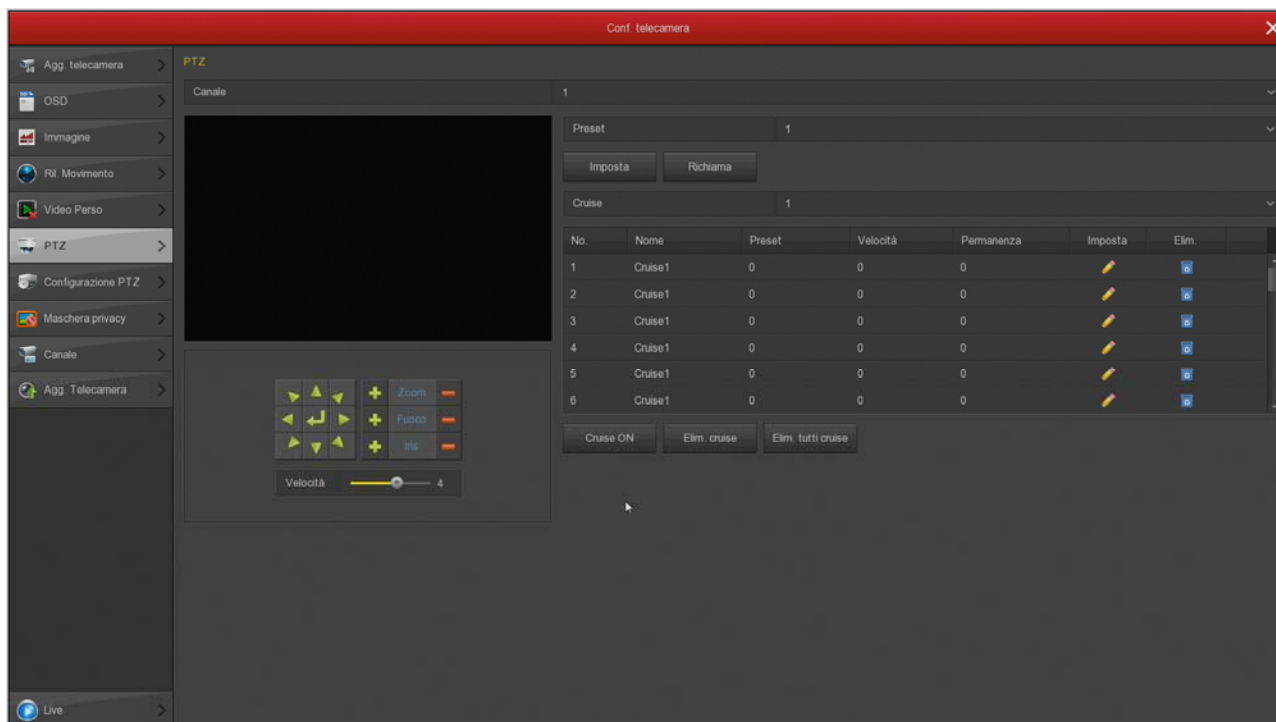 Conf. telecamera
Agg. telecamera
OSD
Immagine
Ril. Movimento
Video Perso
PTZ
Configurazione PTZ
Maschera privacy
Canale
Agg. Telecamera
Live
PTZ
Canale 1
Preset 1
Imposta Richiama
Cruise 1
No. Nome Preset Velocità Permanenza Imposta Elim.
1 Cruise1 0 0 0
2 Cruise1 0 0 0
3 Cruise1 0 0 0
4 Cruise1 0 0 0
5 Cruise1 0 0 0
6 Cruise1 0 0 0
Cruise ON Elim. cruise Elim. tutti cruise
Zoom
Fuoco
Iris
Velocità 4